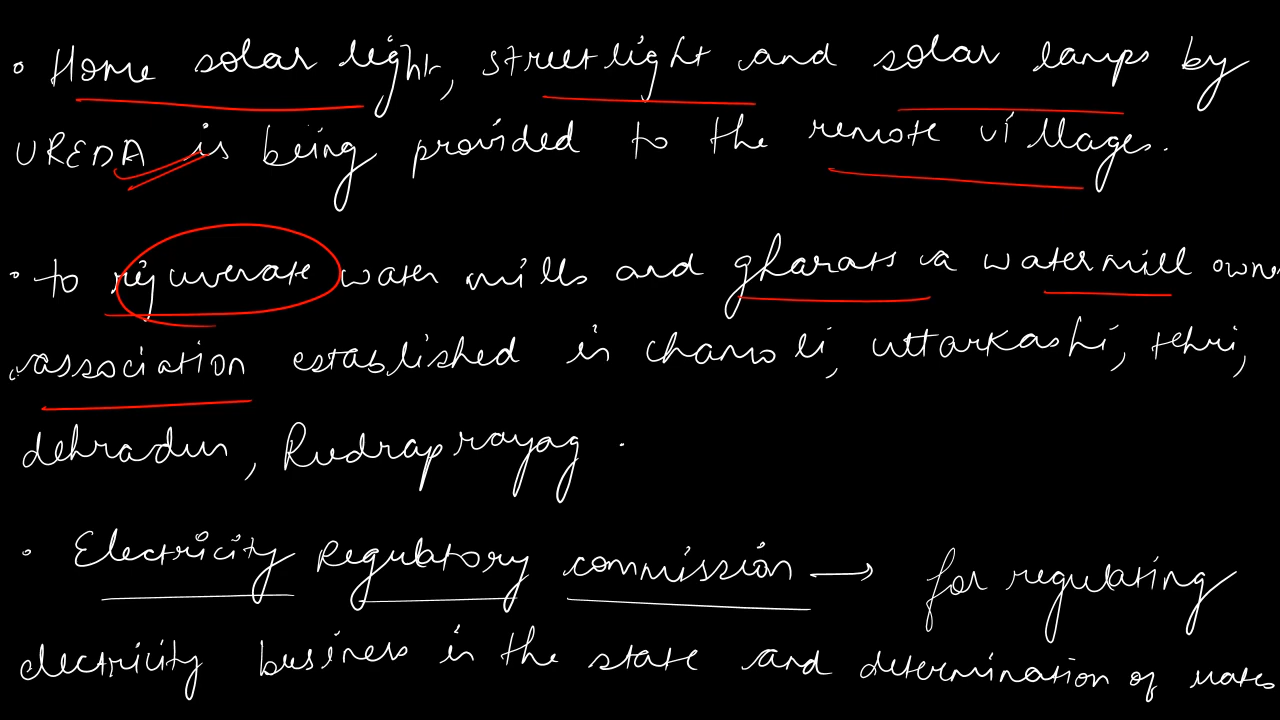 • Home solar light, streetlight and solar lamps by
UREDA is being provided to the remote villages.
• to rijuverate water mills and gharats a watermill owne
association established in chamoli, uttarkashi, tehri,
dehradun, Rudraprayag.
• Electricity Regulatory commission → for regulating
electricity business in the state and determination of rates